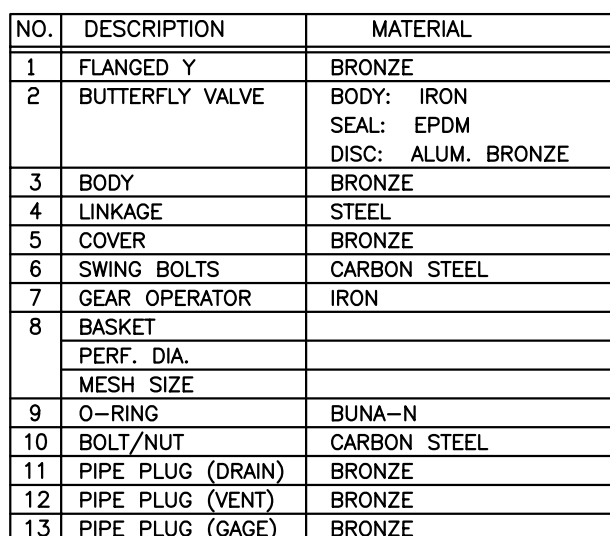 NO. DESCRIPTION MATERIAL
1 FLANGED Y BRONZE
2 BUTTERFLY VALVE BODY: IRON
SEAL: EPDM
DISC: ALUM. BRONZE
3 BODY BRONZE
4 LINKAGE STEEL
5 COVER BRONZE
6 SWING BOLTS CARBON STEEL
7 GEAR OPERATOR IRON
8 BASKET
PERF. DIA.
MESH SIZE
9 O-RING BUNA-N
10 BOLT/NUT CARBON STEEL
11 PIPE PLUG (DRAIN) BRONZE
12 PIPE PLUG (VENT) BRONZE
13 PIPE PLUG (GAGE) BRONZE